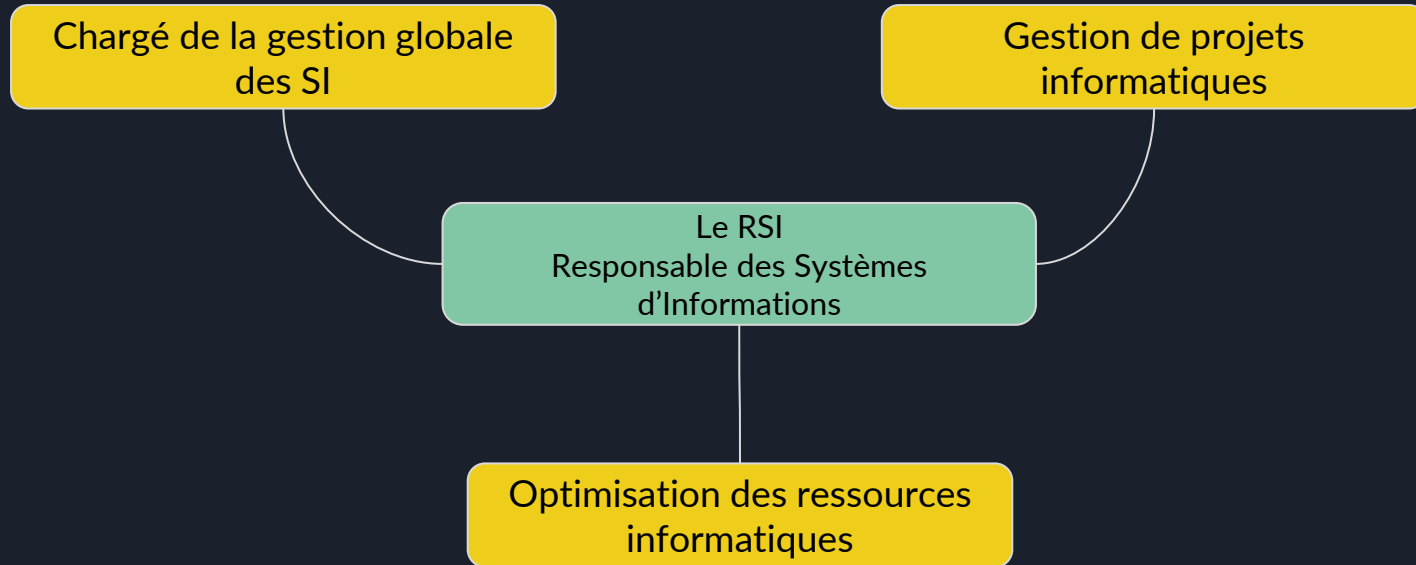 Chargé de la gestion globale
des SI
Gestion de projets
informatiques
Le RSI
Responsable des Systèmes
d’Informations
Optimisation des ressources
informatiques